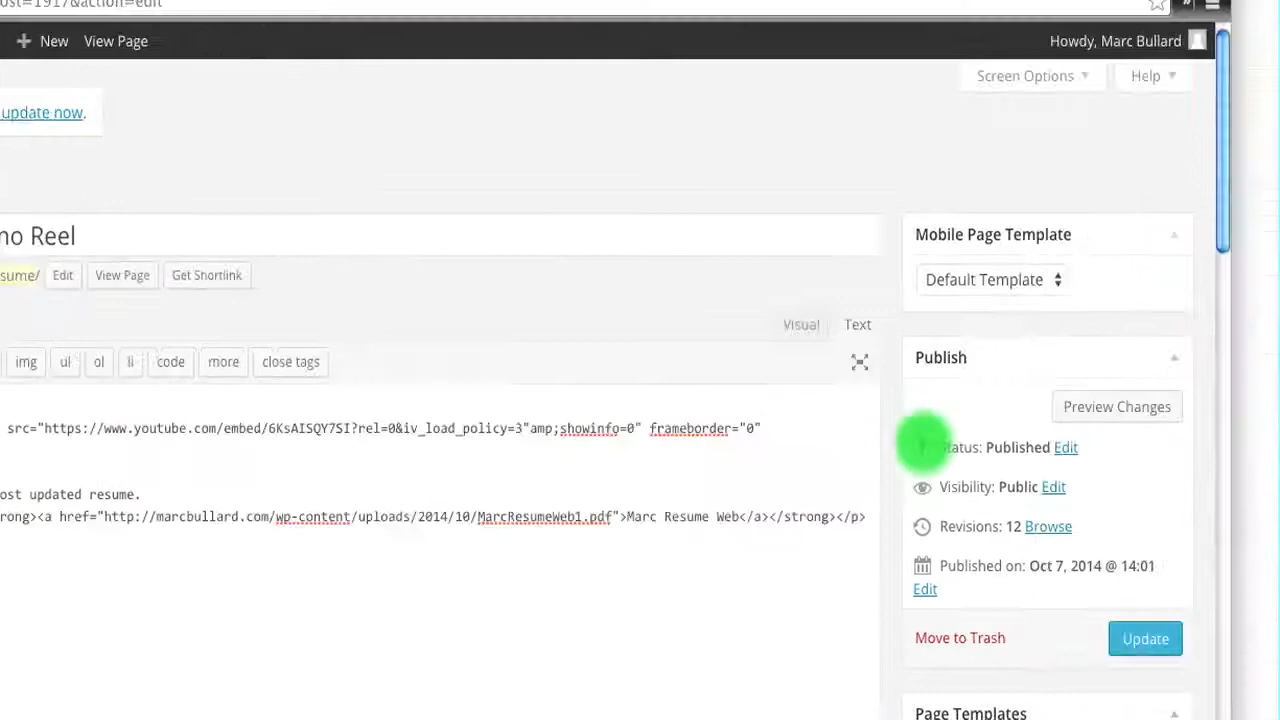 ost=1917&action=edit
»
+ New View Page Howdy, Marc Bullard
Screen Options Help
update now.
no Reel
Mobile Page Template
sume/ Edit View Page Get Shortlink
Default Template
Visual Text
Publish
img ul ol li code more close tags
Preview Changes
src="https://www.youtube.com/embed/6KsAISQY7SI?rel=0&iv_load_policy=3"amp;showinfo=0" frameborder="0"
Status: Published Edit
Visibility: Public Edit
ost updated resume.
rong><a href="http://marcbullard.com/wp-content/uploads/2014/10/MarcResumeWeb1.pdf">Marc Resume Web</a></strong></p>
Revisions: 12 Browse
Published on: Oct 7, 2014 @ 14:01
Edit
Move to Trash Update
Page Templates